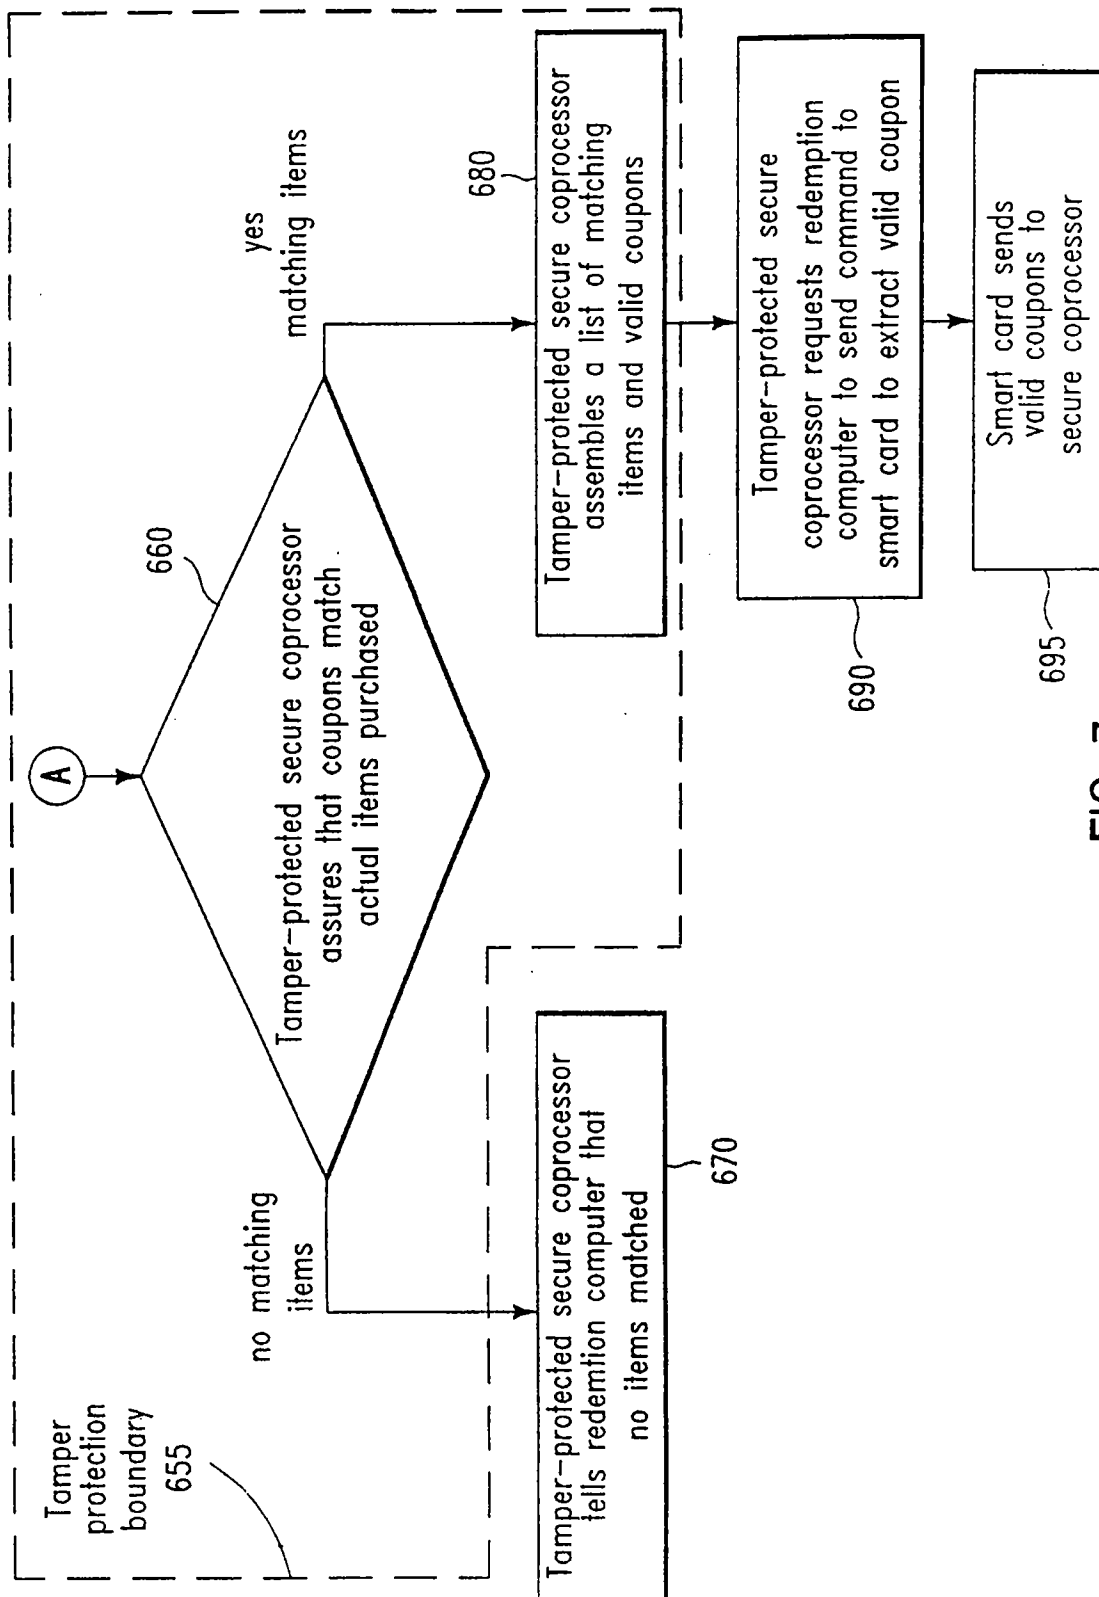 A
Tamper
protection
boundary
655
660
Tamper-protected secure coprocessor
assures that coupons match
actual items purchased
no matching
items
yes
matching items
Tamper-protected secure coprocessor
tells redemtion computer that
no items matched
670
680
Tamper-protected secure coprocessor
assembles a list of matching
items and valid coupons
Tamper-protected secure
coprocessor requests redemption
computer to send command to
smart card to extract valid coupon
690
Smart card sends
valid coupons to
secure coprocessor
695